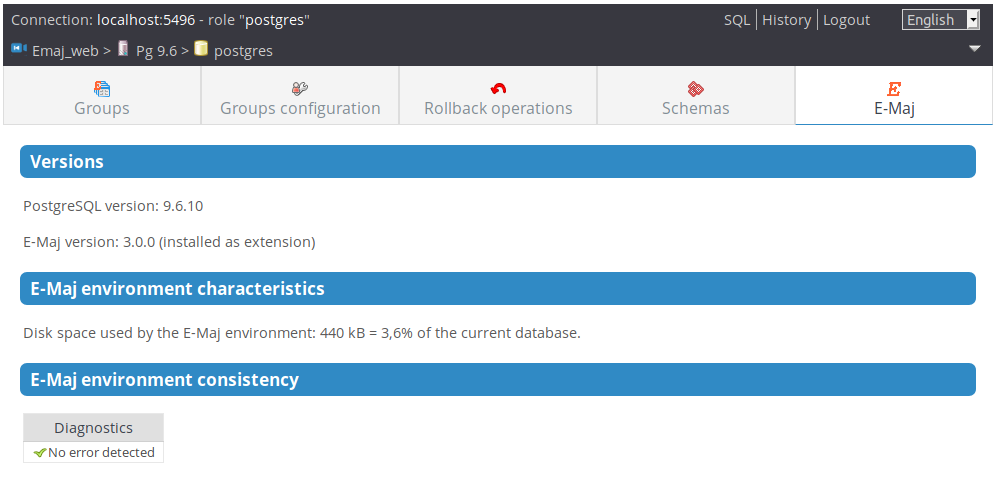 Connection: localhost:5496 - role "postgres" SQL History Logout English
Emaj_web > Pg 9.6 > postgres
Groups Groups configuration Rollback operations Schemas E-Maj
Versions
PostgreSQL version: 9.6.10
E-Maj version: 3.0.0 (installed as extension)
E-Maj environment characteristics
Disk space used by the E-Maj environment: 440 kB = 3,6% of the current database.
E-Maj environment consistency
Diagnostics
No error detected